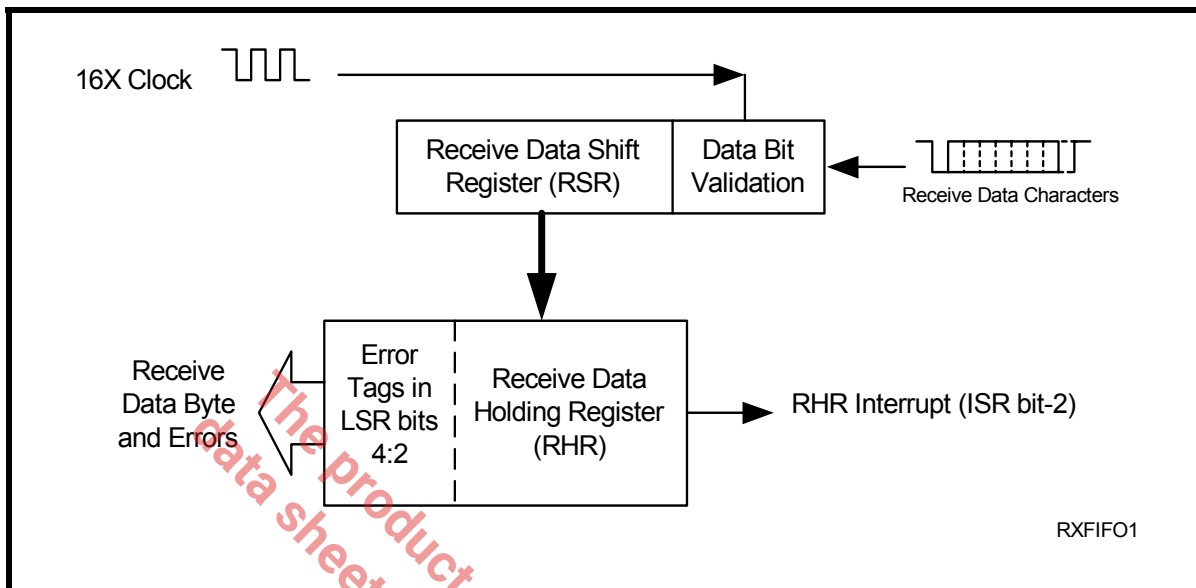 16X Clock
Receive Data Shift
Register (RSR)
Data Bit
Validation
Receive Data Characters
Receive
Data Byte
and Errors
Error
Tags in
LSR bits
4:2
Receive Data
Holding Register
(RHR)
RHR Interrupt (ISR bit-2)
The product
data sheet
RXFIFO1